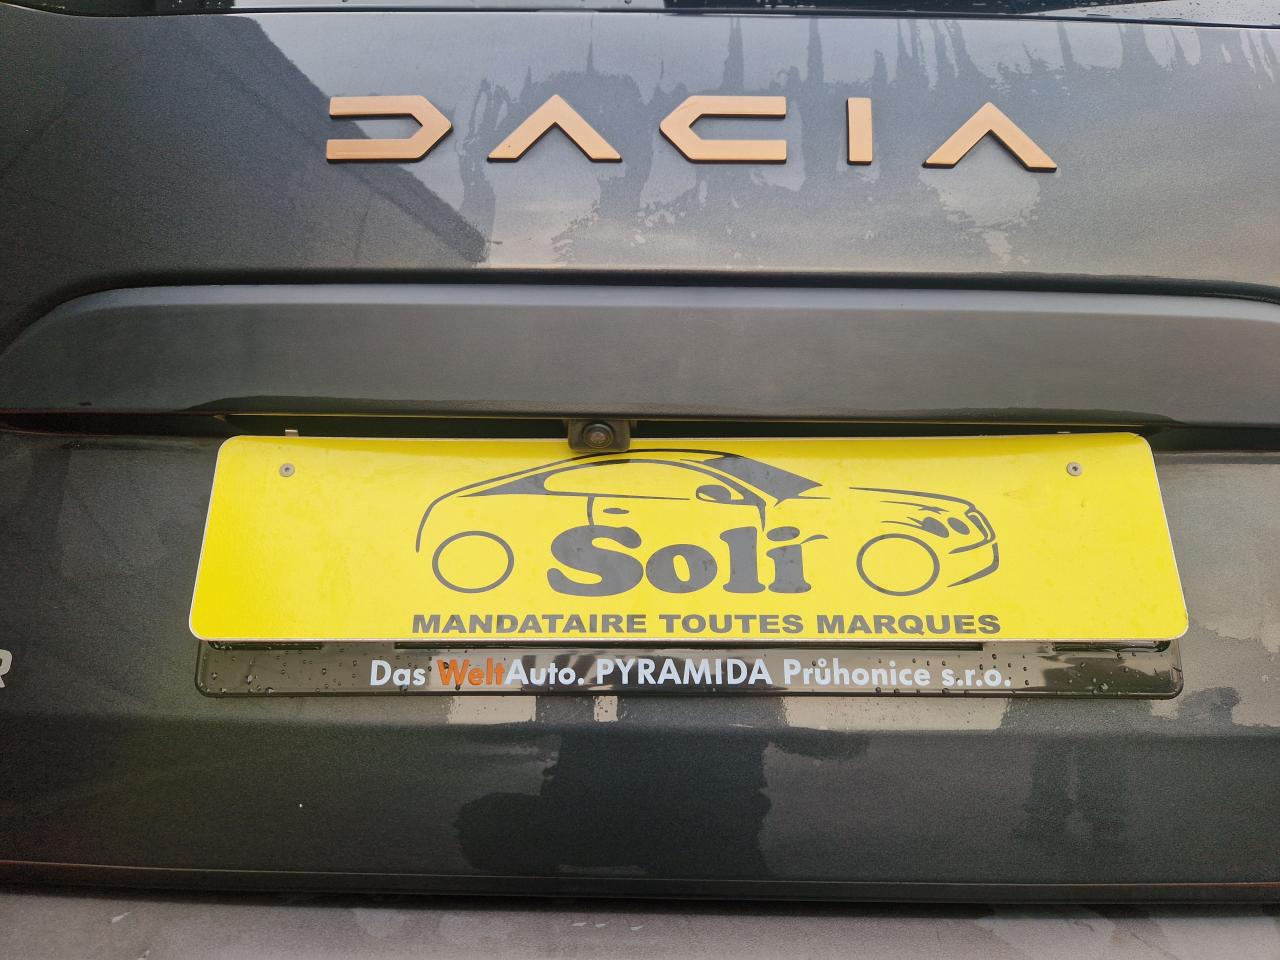 DACIA
Soli
MANDATAIRE TOUTES MARQUES
R
Das WeltAuto. PYRAMIDA Průhonice s.r.o.